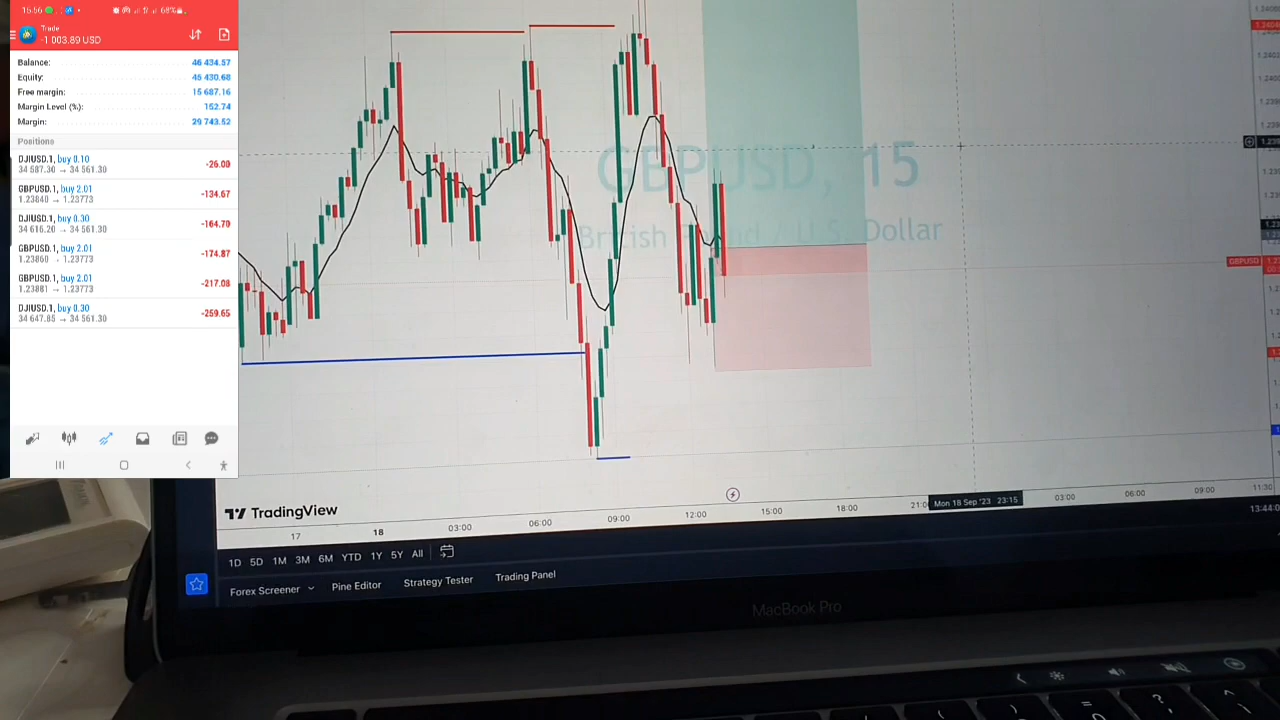 15:56
68%
Trade
-1 003.89 USD
Balance: 46 434.57
Equity: 45 430.68
Free margin: 15 687.16
Margin Level (%): 152.74
Margin: 29 743.52
Positions
DJIUSD.1, buy 0.10
34 587.30 → 34 561.30
-26.00
GBPUSD.1, buy 2.01
1.23840 → 1.23773
-134.67
DJIUSD.1, buy 0.30
34 616.20 → 34 561.30
-164.70
GBPUSD.1, buy 2.01
1.23860 → 1.23773
-174.87
GBPUSD.1, buy 2.01
1.23881 → 1.23773
-217.08
DJIUSD.1, buy 0.30
34 647.85 → 34 561.30
-259.65
GBPUSD, 15
British Pound / U.S. Dollar
GBPUSD
TradingView
17 18 03:00 06:00 09:00 12:00 15:00 18:00 Mon 18 Sep '23 23:15 03:00 06:00 09:00 11:30
1D 5D 1M 3M 6M YTD 1Y 5Y All
Forex Screener Pine Editor Strategy Tester Trading Panel
MacBook Pro